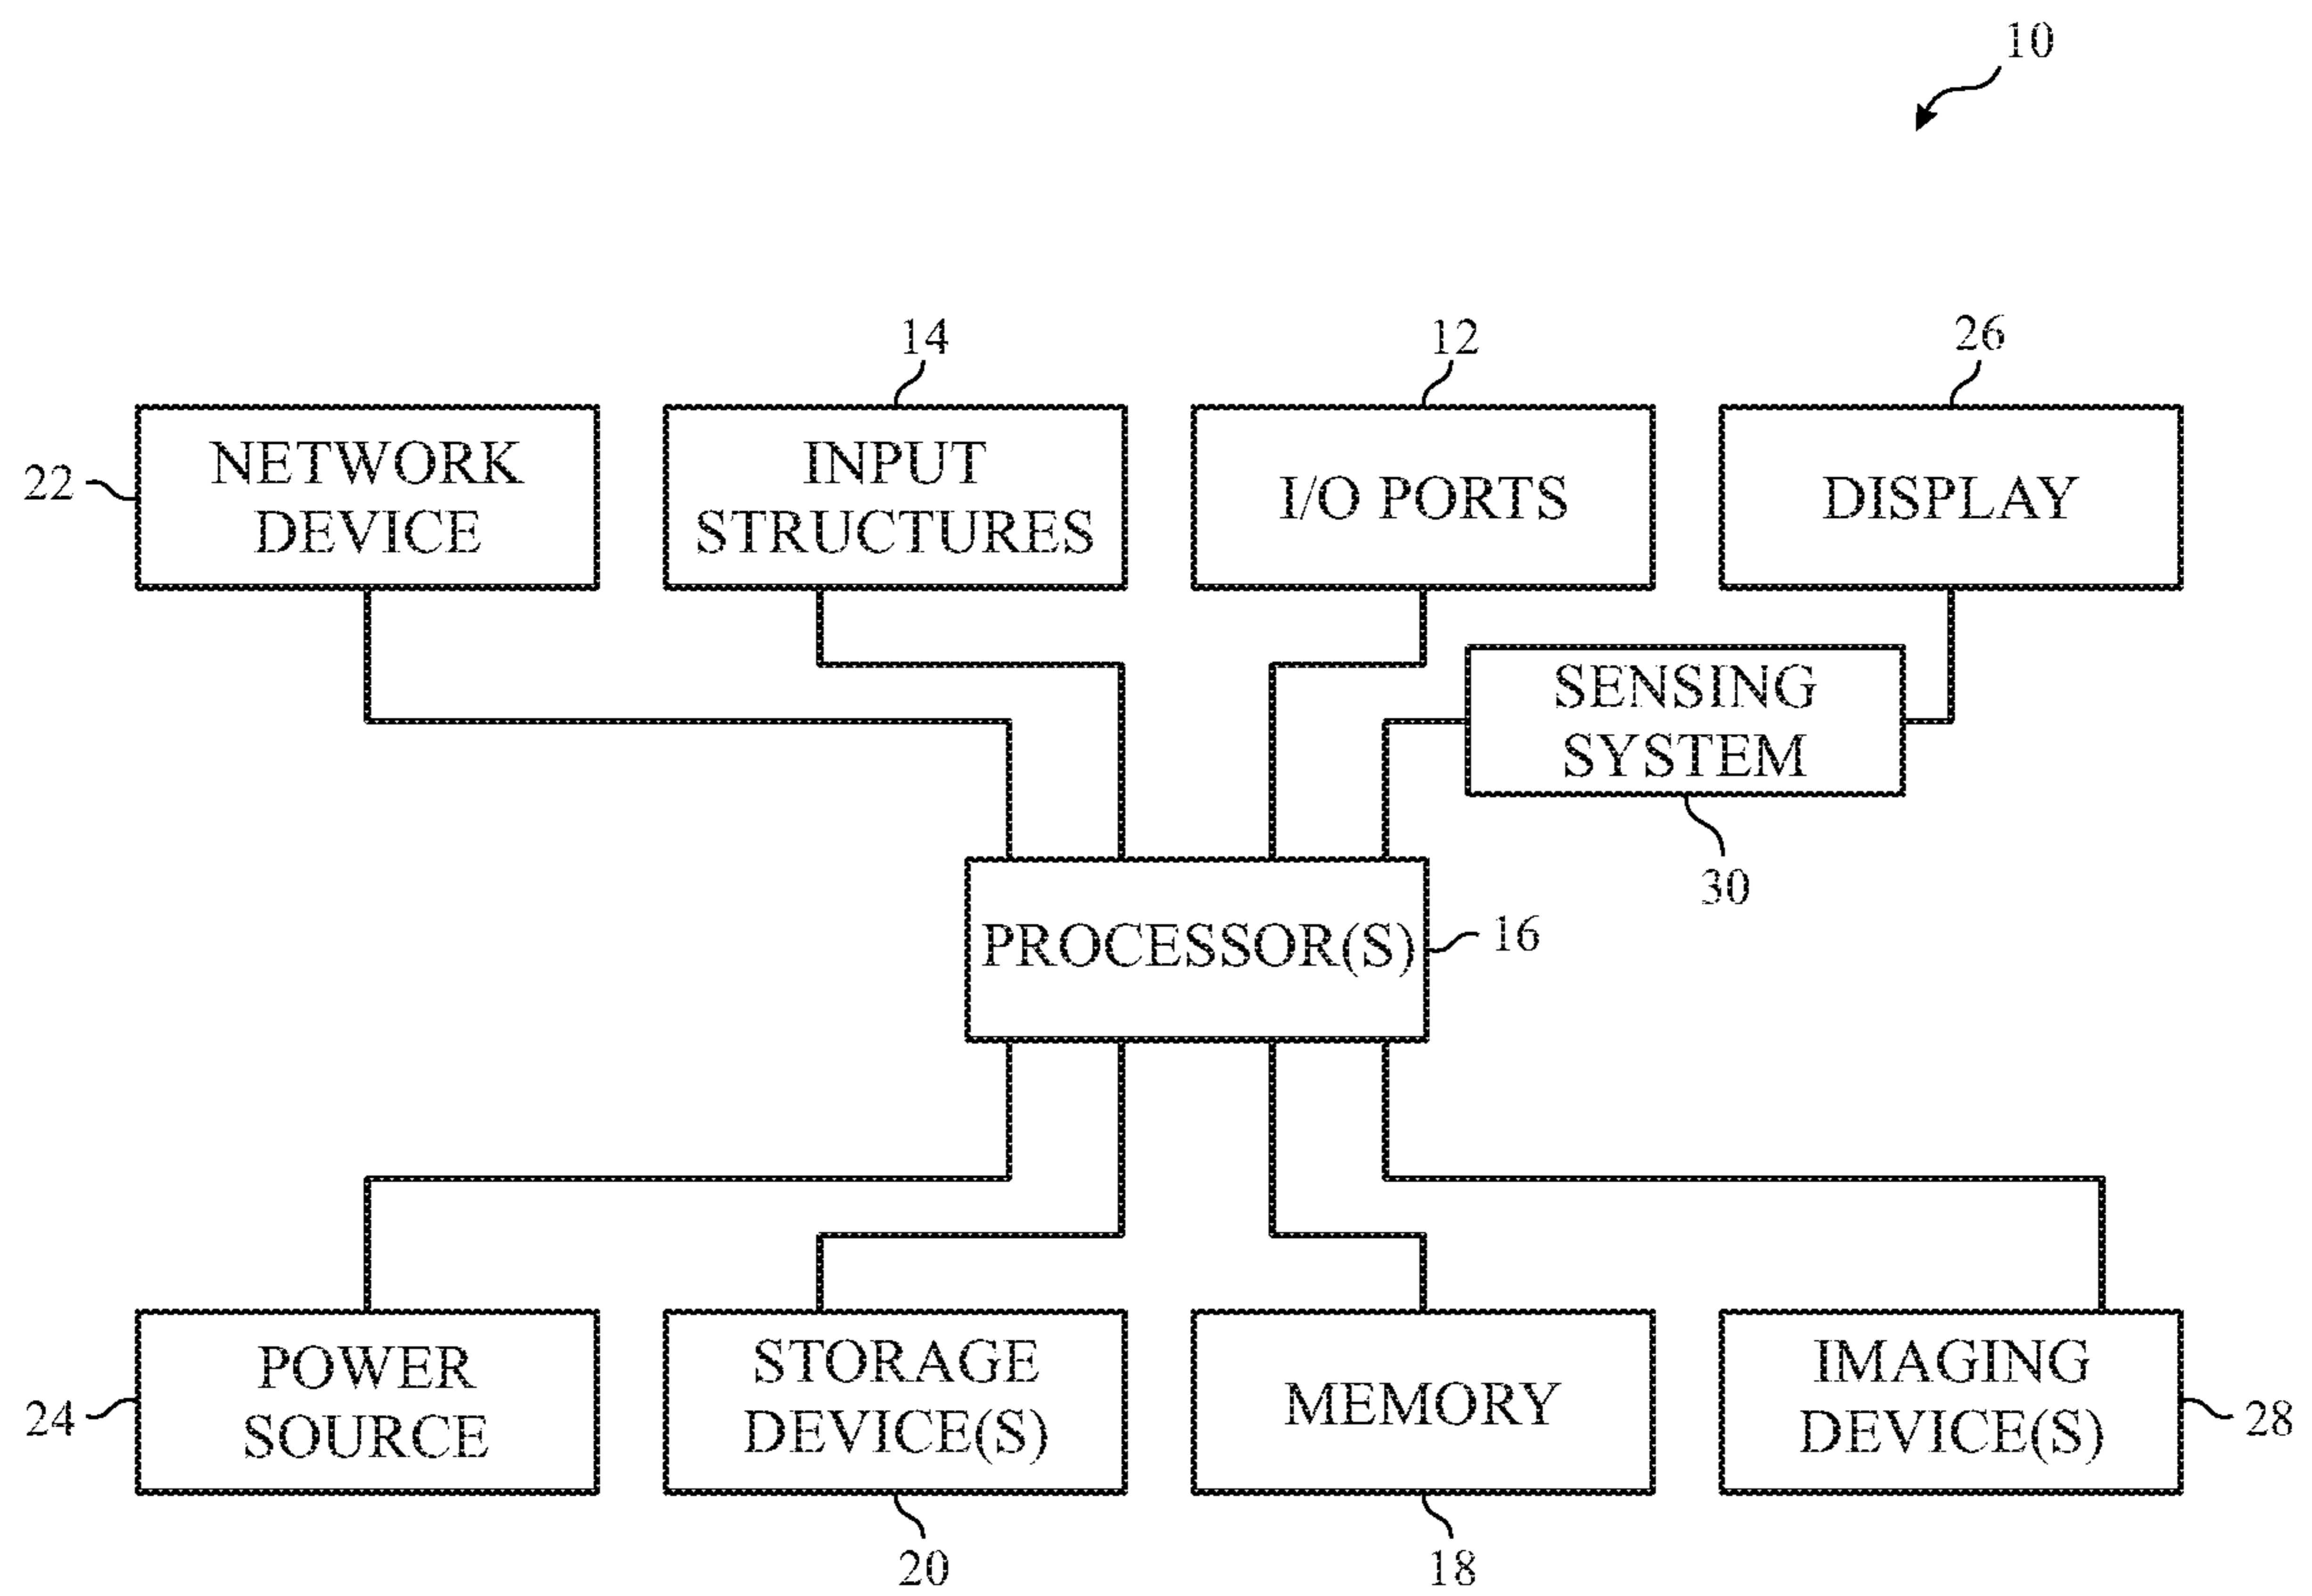 10
14
12
26
22
NETWORK
DEVICE
INPUT
STRUCTURES
I/O PORTS
DISPLAY
SENSING
SYSTEM
30
PROCESSOR(S)
16
24
POWER
SOURCE
STORAGE
DEVICE(S)
MEMORY
IMAGING
DEVICE(S)
28
20
18